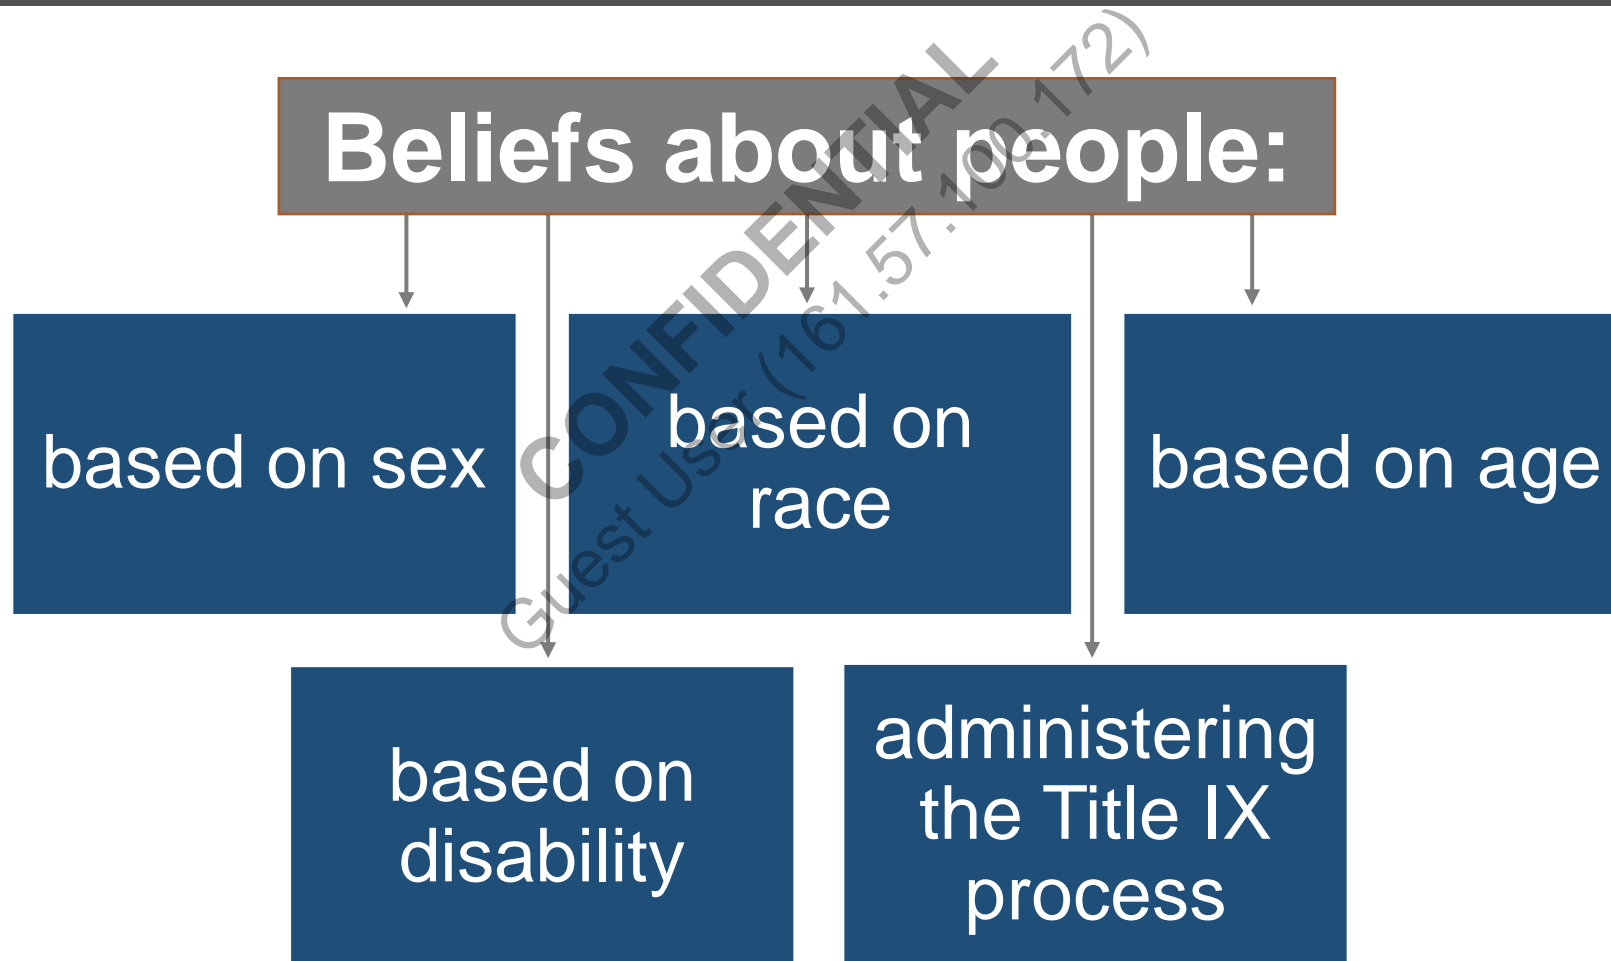 Beliefs about people:
based on sex
based on
race
based on age
based on
disability
administering
the Title IX
process
CONFIDENTIAL
Guest User (161.57.100.172)